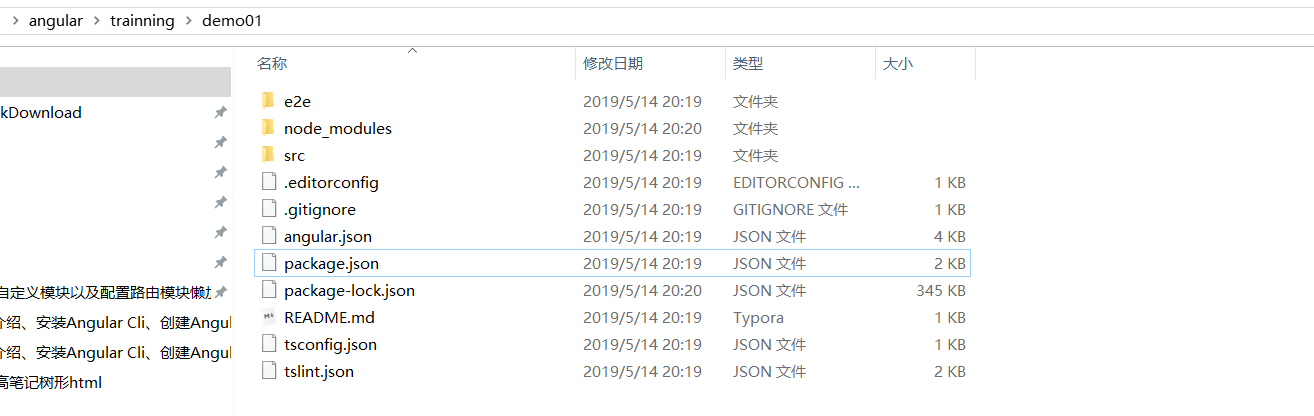 angular > trainning > demo01
名称 修改日期 类型 大小
e2e 2019/5/14 20:19 文件夹
kDownload
node_modules 2019/5/14 20:20 文件夹
src 2019/5/14 20:19 文件夹
.editorconfig 2019/5/14 20:19 EDITORCONFIG ... 1 KB
.gitignore 2019/5/14 20:19 GITIGNORE 文件 1 KB
angular.json 2019/5/14 20:19 JSON 文件 4 KB
package.json 2019/5/14 20:19 JSON 文件 2 KB
自定义模块以及配置路由模块懒加
package-lock.json 2019/5/14 20:20 JSON 文件 345 KB
介绍、安装Angular Cli、创建Angul
README.md 2019/5/14 20:19 Typora 1 KB
介绍、安装Angular Cli、创建Angul
tsconfig.json 2019/5/14 20:19 JSON 文件 1 KB
高笔记树形html
tslint.json 2019/5/14 20:19 JSON 文件 2 KB